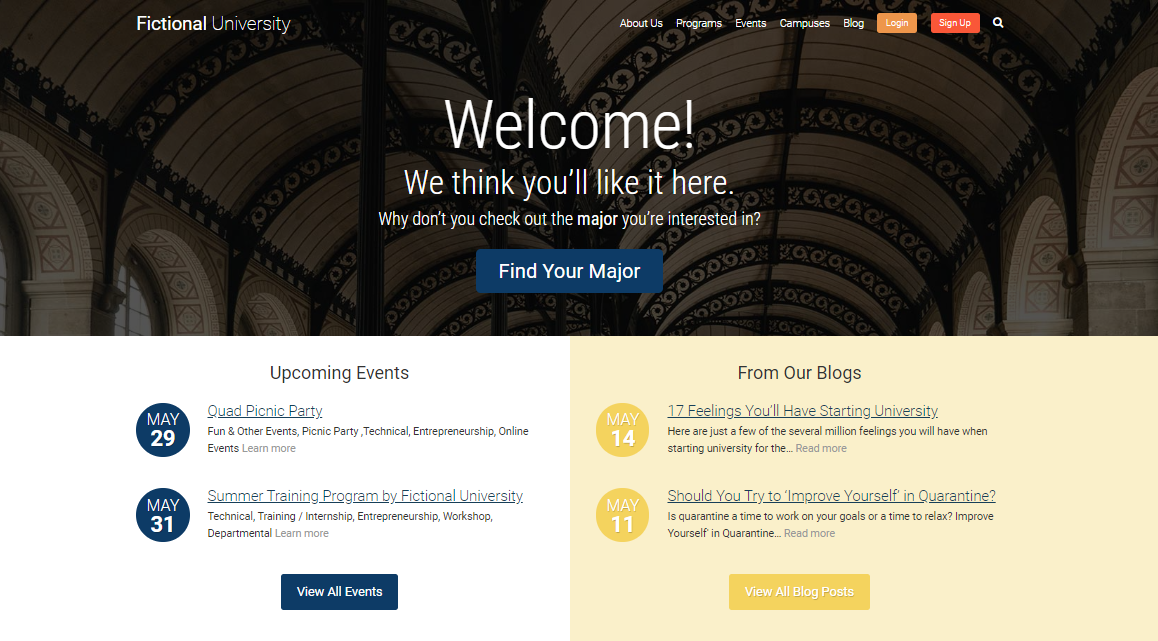 Fictional University
About Us Programs Events Campuses Blog Login Sign Up
Welcome!
We think you’ll like it here.
Why don’t you check out the major you’re interested in?
Find Your Major
Upcoming Events
MAY
29
Quad Picnic Party
Fun & Other Events, Picnic Party ,Technical, Entrepreneurship, Online
Events Learn more
MAY
31
Summer Training Program by Fictional University
Technical, Training / Internship, Entrepreneurship, Workshop,
Departmental Learn more
View All Events
From Our Blogs
MAY
14
17 Feelings You’ll Have Starting University
Here are just a few of the several million feelings you will have when
starting university for the… Read more
MAY
11
Should You Try to ‘Improve Yourself’ in Quarantine?
Is quarantine a time to work on your goals or a time to relax? Improve
Yourself’ in Quarantine… Read more
View All Blog Posts